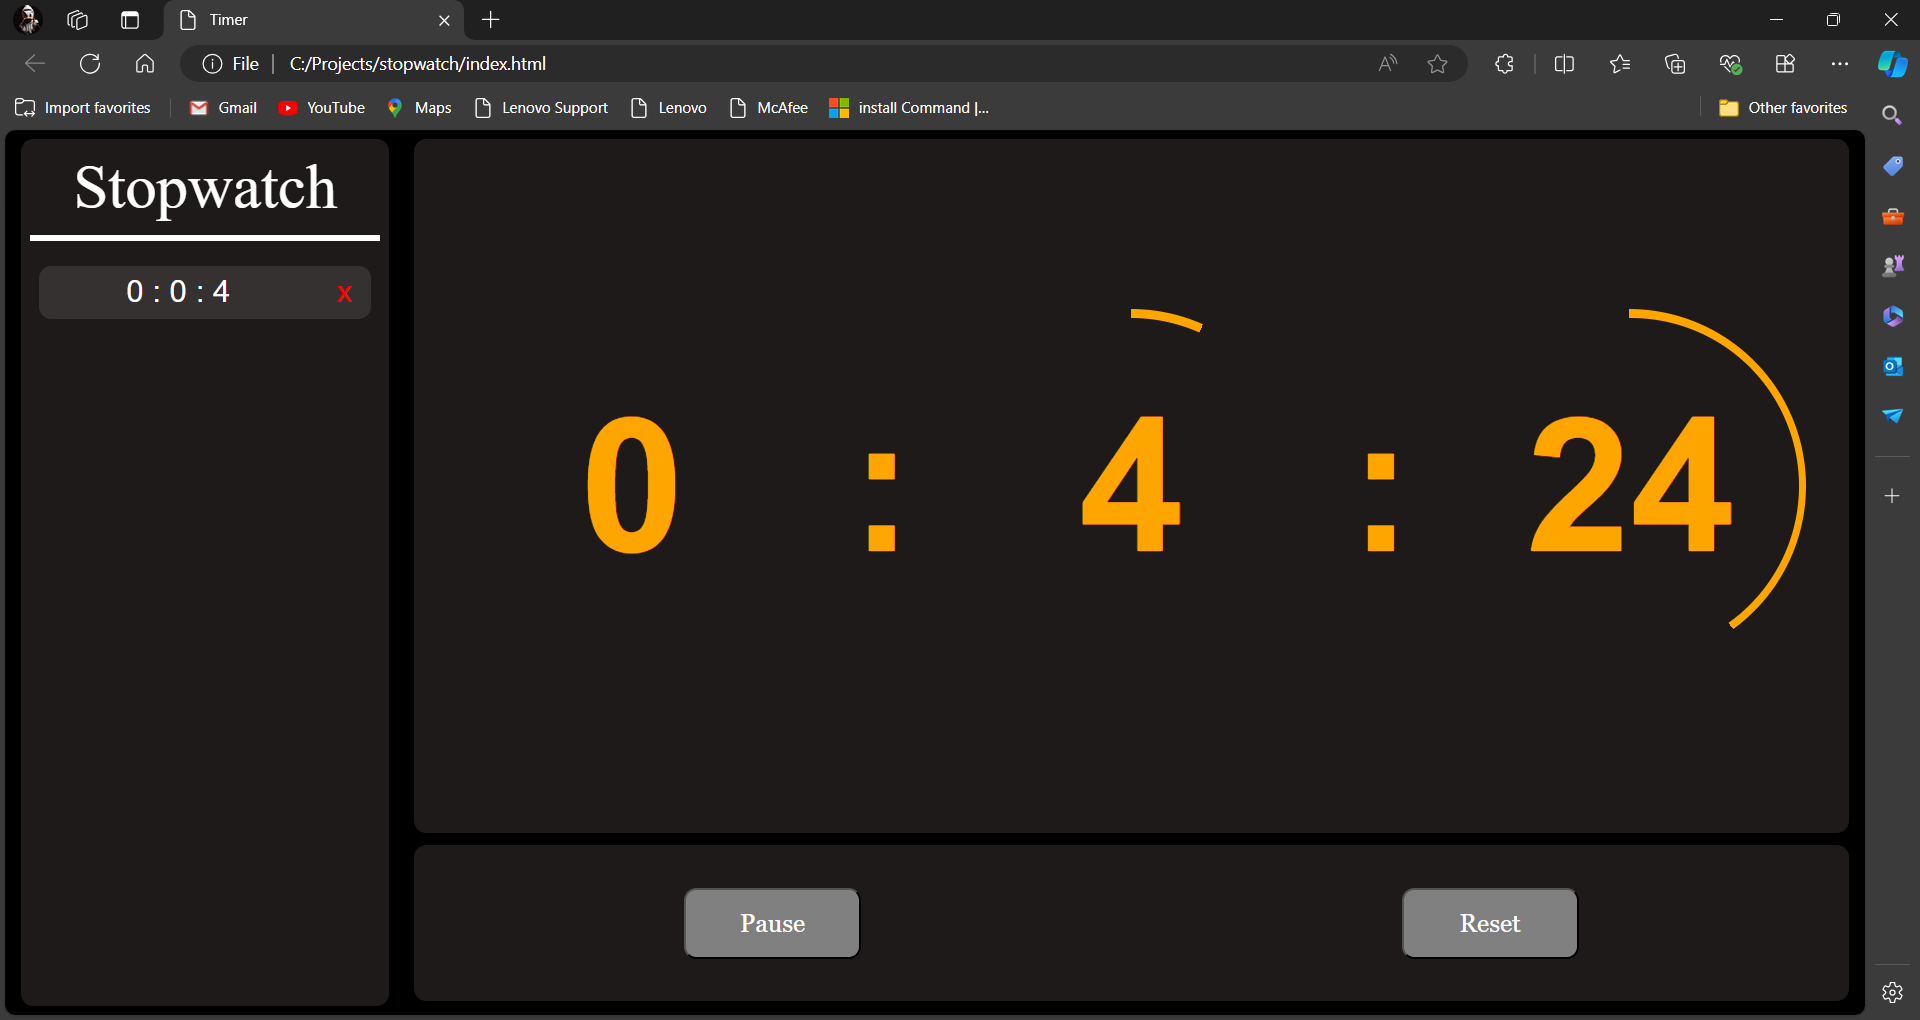 Timer
File
C:/Projects/stopwatch/index.html
Import favorites
Gmail
YouTube
Maps
Lenovo Support
Lenovo
McAfee
install Command |...
Other favorites
Stopwatch
0 : 0 : 4
x
0 : 4 : 24
Pause
Reset